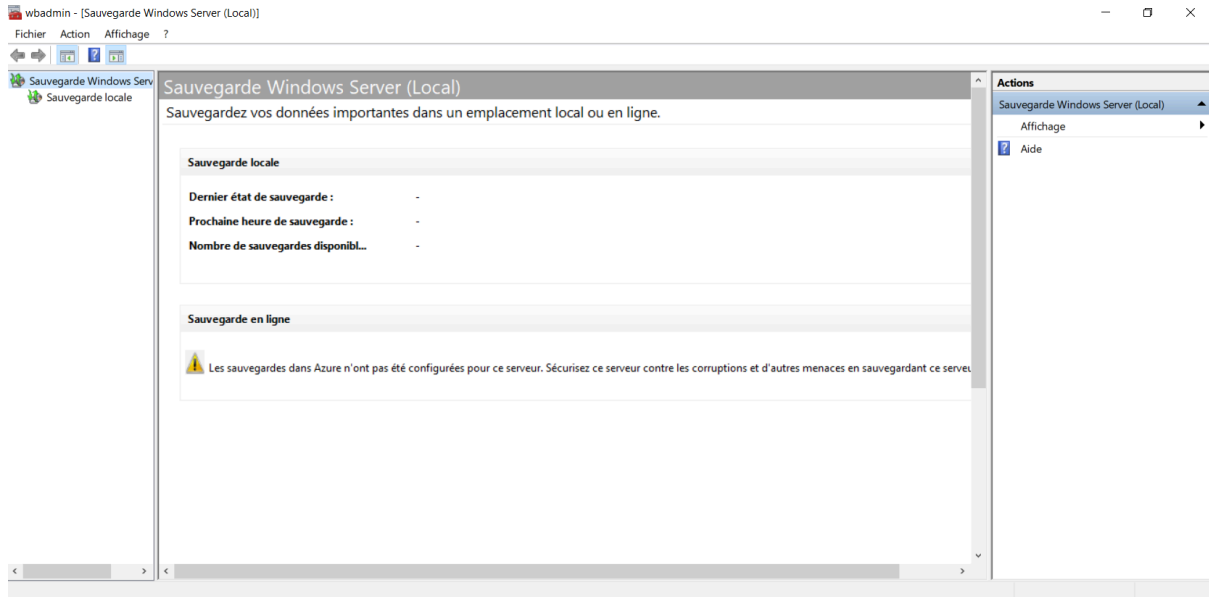 wbadmin - [Sauvegarde Windows Server (Local)]
Fichier Action Affichage ?
Sauvegarde Windows Serv
Sauvegarde locale
Sauvegarde Windows Server (Local)
Sauvegardez vos données importantes dans un emplacement local ou en ligne.
Sauvegarde locale
Dernier état de sauvegarde : -
Prochaine heure de sauvegarde : -
Nombre de sauvegardes disponibl... -
Sauvegarde en ligne
Les sauvegardes dans Azure n'ont pas été configurées pour ce serveur. Sécurisez ce serveur contre les corruptions et d'autres menaces en sauvegardant ce serveu
Actions
Sauvegarde Windows Server (Local)
Affichage
Aide